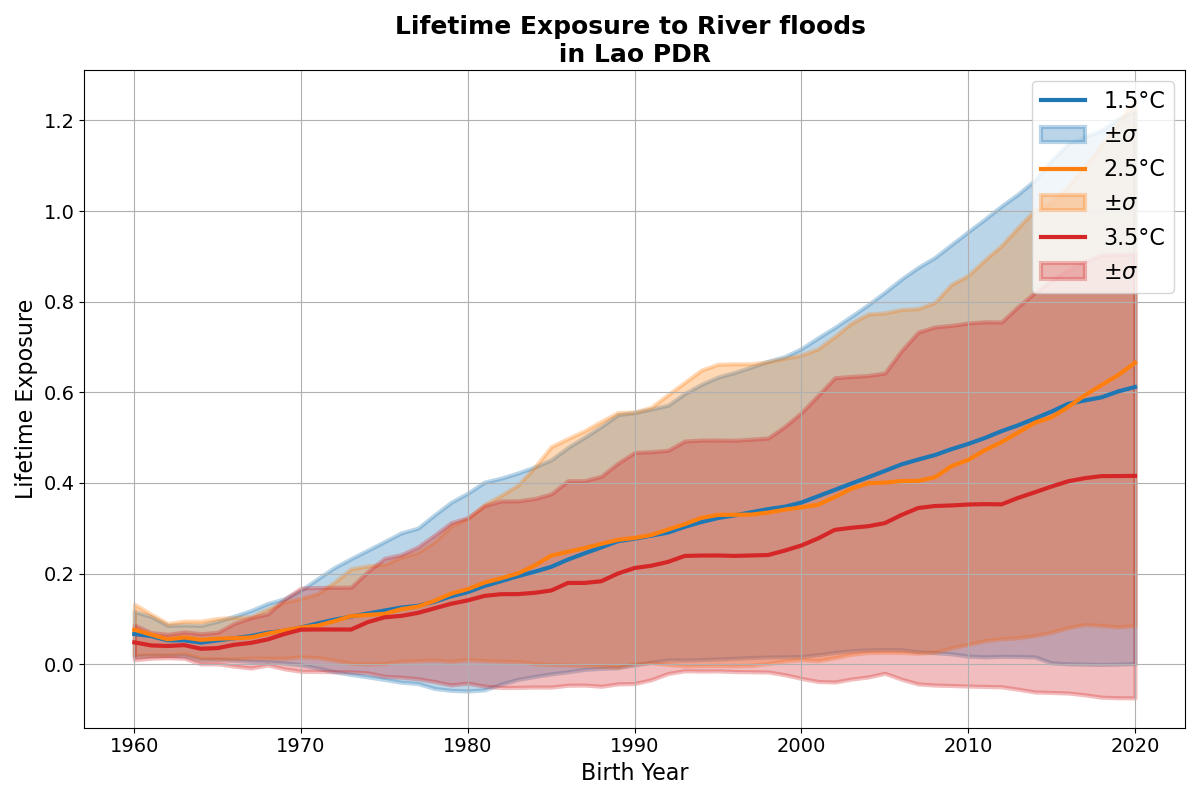 Lifetime Exposure to River floods
in Lao PDR
1.5°C
±σ
2.5°C
±σ
3.5°C
±σ
Lifetime Exposure
1.2
1.0
0.8
0.6
0.4
0.2
0.0
1960
1970
1980
1990
2000
2010
2020
Birth Year